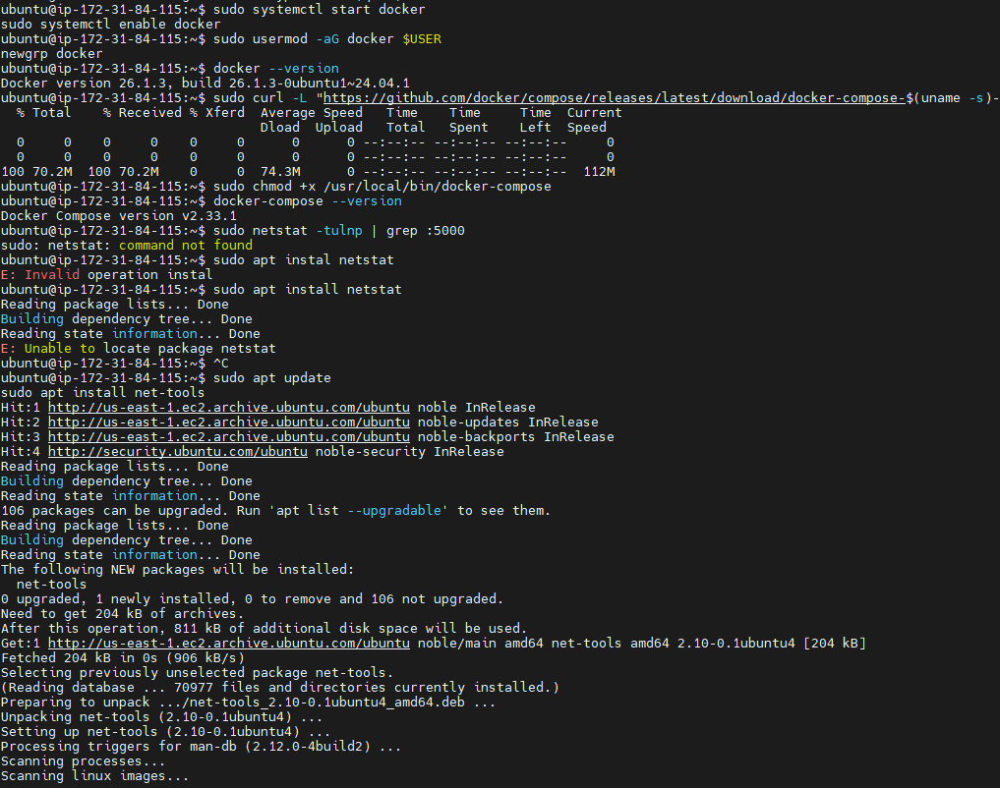 ubuntu@ip-172-31-84-115:~$ sudo systemctl start docker
sudo systemctl enable docker
ubuntu@ip-172-31-84-115:~$ sudo usermod -aG docker $USER
newgrp docker
ubuntu@ip-172-31-84-115:~$ docker --version
Docker version 26.1.3, build 26.1.3-0ubuntu1~24.04.1
ubuntu@ip-172-31-84-115:~$ sudo curl -L "https://github.com/docker/compose/releases/latest/download/docker-compose-$(uname -s)-
  % Total    % Received % Xferd  Average Speed   Time    Time     Time  Current
                                 Dload  Upload   Total   Spent    Left  Speed
  0     0    0     0    0     0      0      0 --:--:-- --:--:-- --:--:--     0
  0     0    0     0    0     0      0      0 --:--:-- --:--:-- --:--:--     0
100 70.2M  100 70.2M    0     0  74.3M      0 --:--:-- --:--:-- --:--:--  112M
ubuntu@ip-172-31-84-115:~$ sudo chmod +x /usr/local/bin/docker-compose
ubuntu@ip-172-31-84-115:~$ docker-compose --version
Docker Compose version v2.33.1
ubuntu@ip-172-31-84-115:~$ sudo netstat -tulnp | grep :5000
sudo: netstat: command not found
ubuntu@ip-172-31-84-115:~$ sudo apt instal netstat
E: Invalid operation instal
ubuntu@ip-172-31-84-115:~$ sudo apt install netstat
Reading package lists... Done
Building dependency tree... Done
Reading state information... Done
E: Unable to locate package netstat
ubuntu@ip-172-31-84-115:~$ ^C
ubuntu@ip-172-31-84-115:~$ sudo apt update
sudo apt install net-tools
Hit:1 http://us-east-1.ec2.archive.ubuntu.com/ubuntu noble InRelease
Hit:2 http://us-east-1.ec2.archive.ubuntu.com/ubuntu noble-updates InRelease
Hit:3 http://us-east-1.ec2.archive.ubuntu.com/ubuntu noble-backports InRelease
Hit:4 http://security.ubuntu.com/ubuntu noble-security InRelease
Reading package lists... Done
Building dependency tree... Done
Reading state information... Done
106 packages can be upgraded. Run 'apt list --upgradable' to see them.
Reading package lists... Done
Building dependency tree... Done
Reading state information... Done
The following NEW packages will be installed:
  net-tools
0 upgraded, 1 newly installed, 0 to remove and 106 not upgraded.
Need to get 204 kB of archives.
After this operation, 811 kB of additional disk space will be used.
Get:1 http://us-east-1.ec2.archive.ubuntu.com/ubuntu noble/main amd64 net-tools amd64 2.10-0.1ubuntu4 [204 kB]
Fetched 204 kB in 0s (906 kB/s)
Selecting previously unselected package net-tools.
(Reading database ... 70977 files and directories currently installed.)
Preparing to unpack .../net-tools_2.10-0.1ubuntu4_amd64.deb ...
Unpacking net-tools (2.10-0.1ubuntu4) ...
Setting up net-tools (2.10-0.1ubuntu4) ...
Processing triggers for man-db (2.12.0-4build2) ...
Scanning processes...
Scanning linux images...